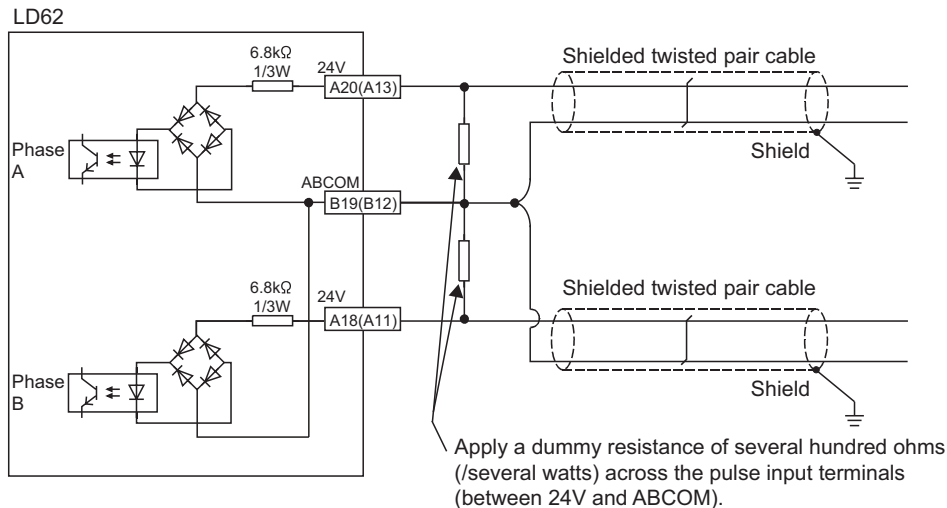 LD62
6.8kΩ
1/3W
24V
A20(A13)
Shielded twisted pair cable
Phase
A
Shield
ABCOM
B19(B12)
6.8kΩ
1/3W
24V
A18(A11)
Shielded twisted pair cable
Phase
B
Shield
Apply a dummy resistance of several hundred ohms
(/several watts) across the pulse input terminals
(between 24V and ABCOM).